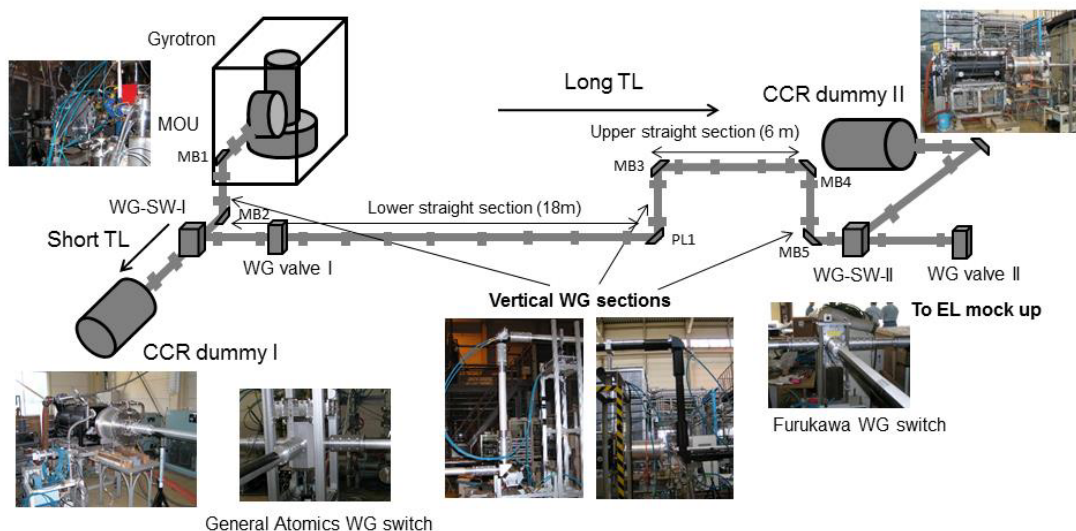 Gyrotron
MOU
MB1
MB2
WG-SW-I
Short TL
CCR dummy I
WG valve I
Lower straight section (18m)
Long TL
Upper straight section (6 m)
MB3
PL1
MB4
MB5
CCR dummy II
WG-SW-II
WG valve II
To EL mock up
Vertical WG sections
General Atomics WG switch
Furukawa WG switch